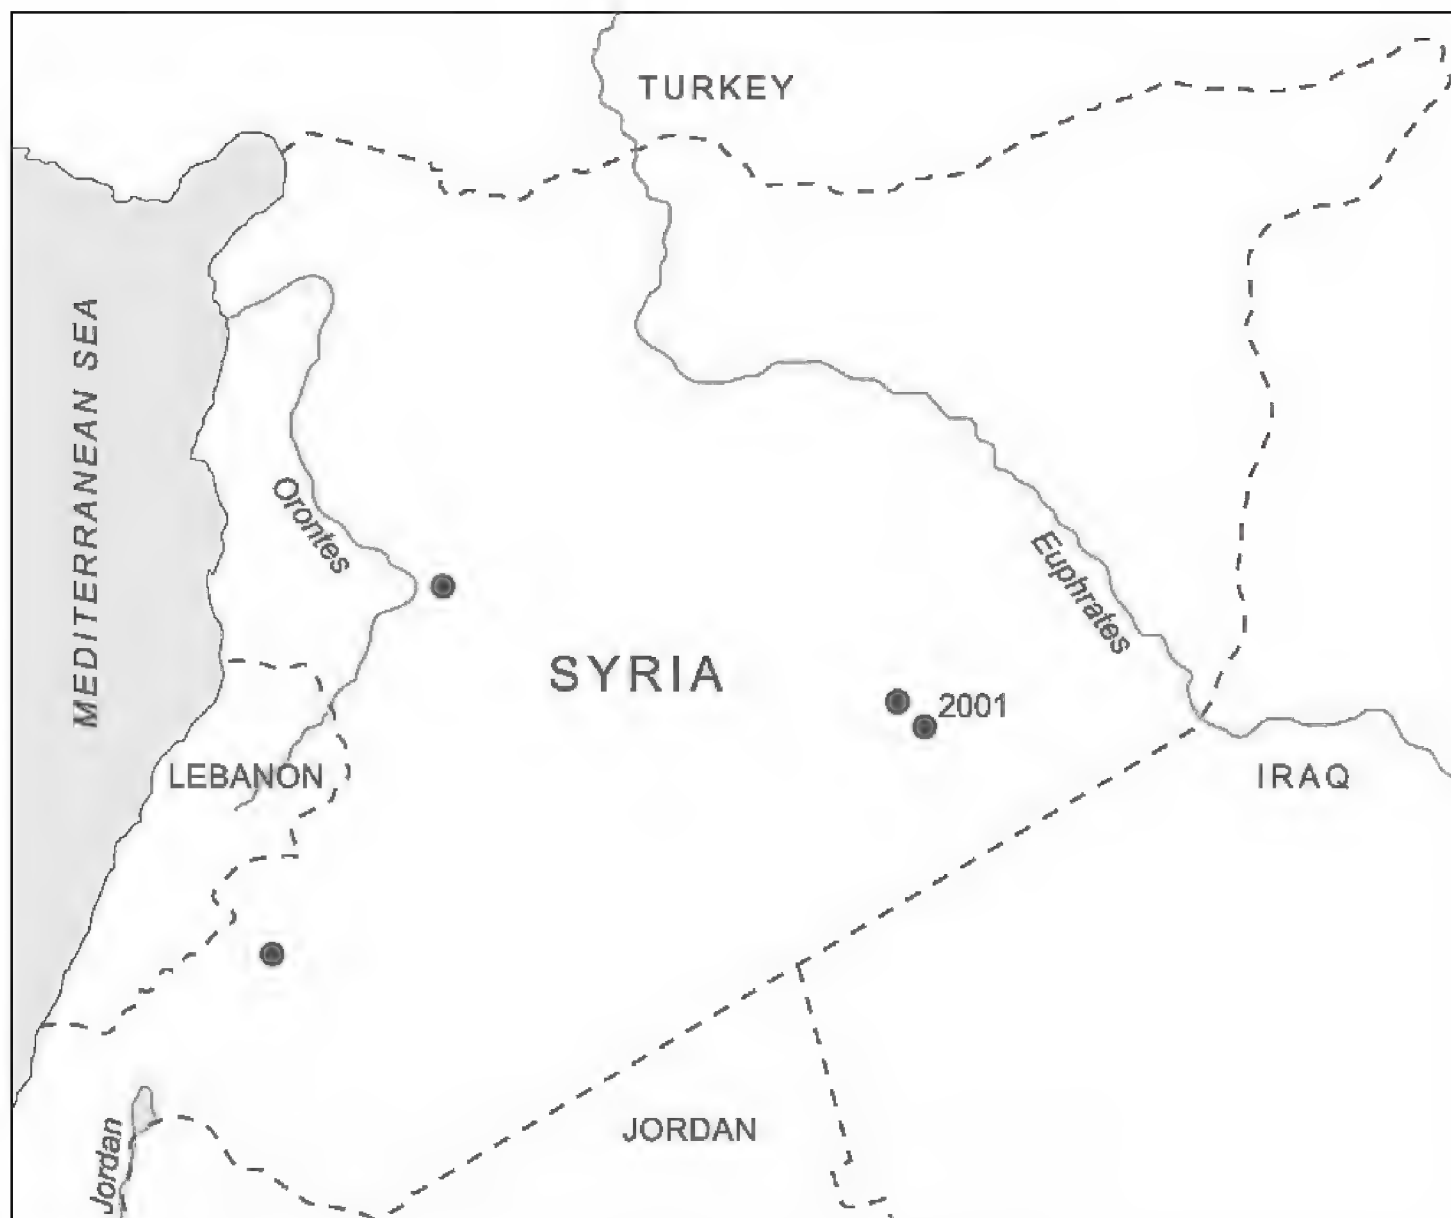 TURKEY
MEDITERRANEAN SEA
Orontes
Euphrates
SYRIA
2001
LEBANON
IRAQ
JORDAN
Jordan